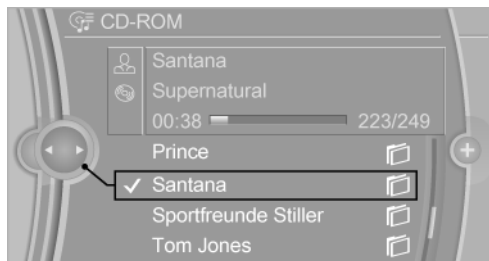 CD-ROM
Santana
Supernatural
00:38 223/249
Prince
Santana
Sportfreunde Stiller
Tom Jones